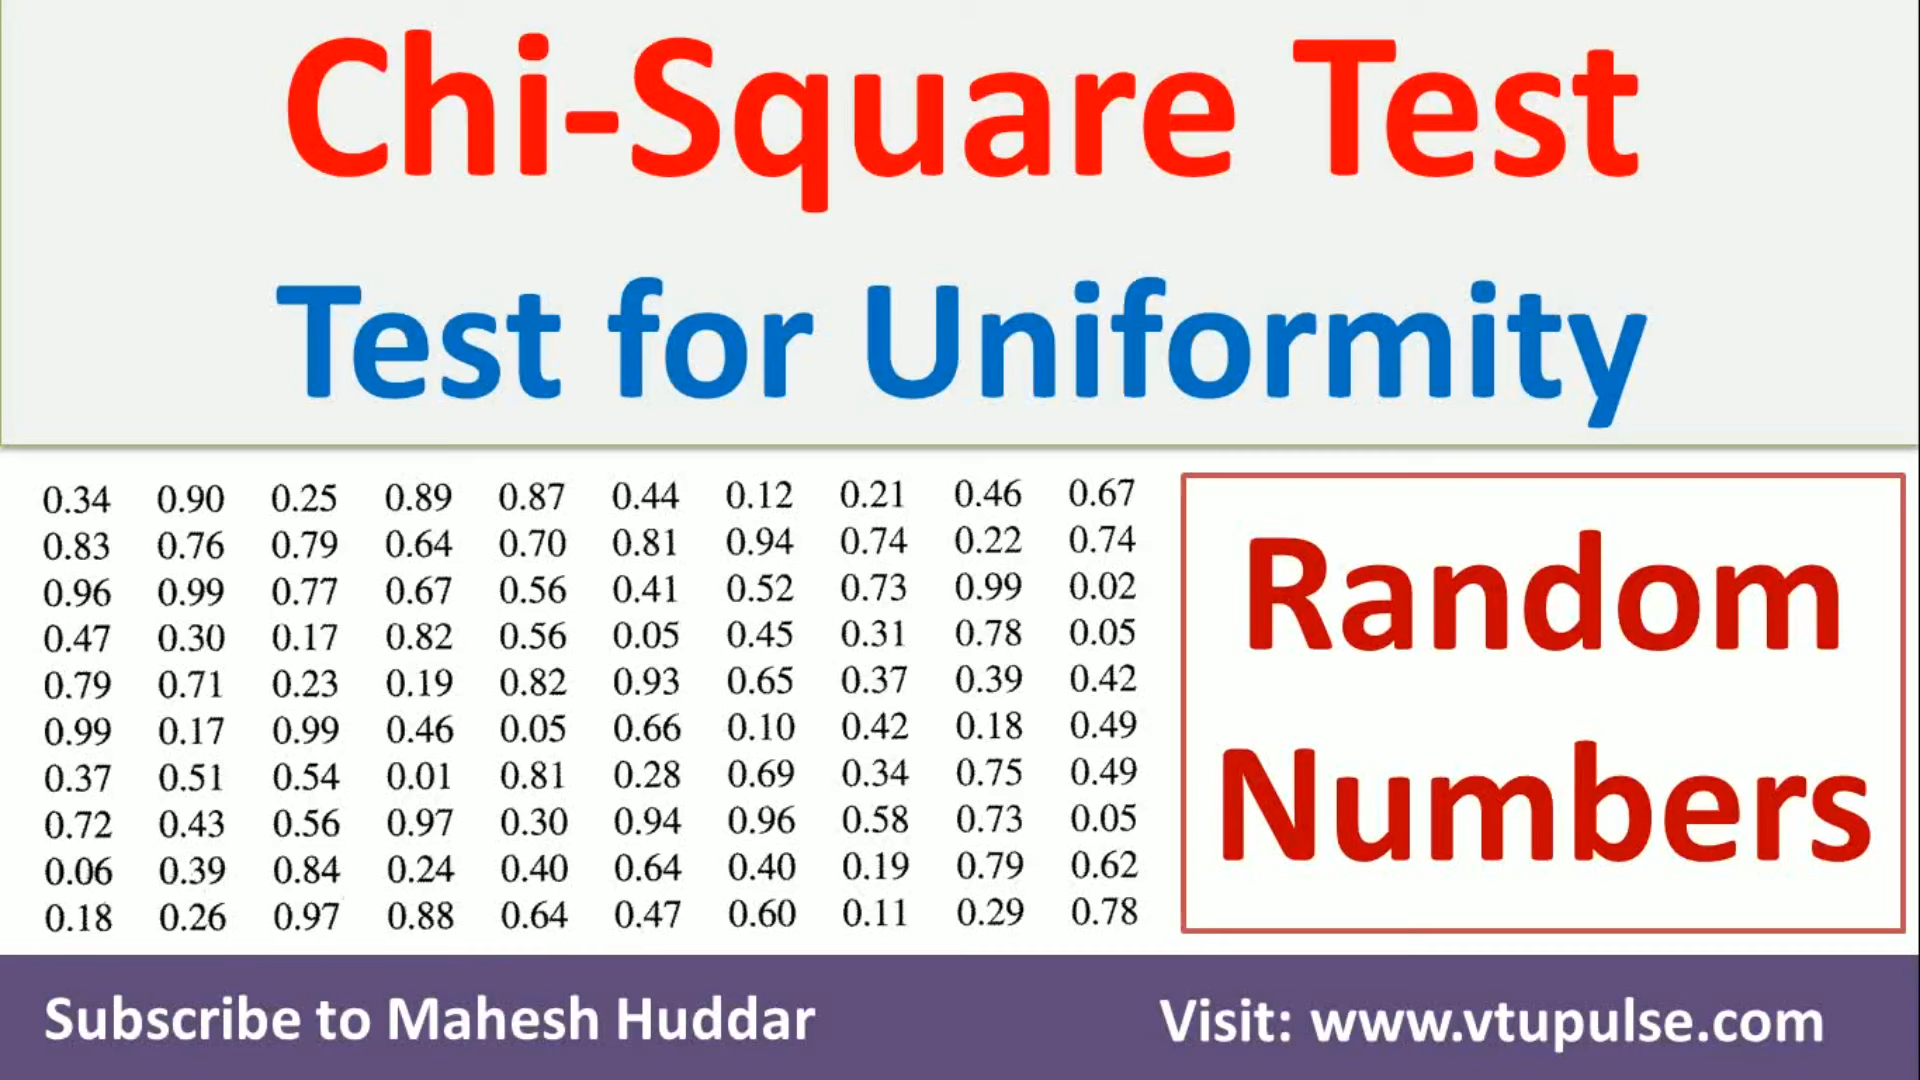 Chi-Square Test
Test for Uniformity
0.34 0.90 0.25 0.89 0.87 0.44 0.12 0.21 0.46 0.67
0.83 0.76 0.79 0.64 0.70 0.81 0.94 0.74 0.22 0.74
0.96 0.99 0.77 0.67 0.56 0.41 0.52 0.73 0.99 0.02
0.47 0.30 0.17 0.82 0.56 0.05 0.45 0.31 0.78 0.05
0.79 0.71 0.23 0.19 0.82 0.93 0.65 0.37 0.39 0.42
0.99 0.17 0.99 0.46 0.05 0.66 0.10 0.42 0.18 0.49
0.37 0.51 0.54 0.01 0.81 0.28 0.69 0.34 0.75 0.49
0.72 0.43 0.56 0.97 0.30 0.94 0.96 0.58 0.73 0.05
0.06 0.39 0.84 0.24 0.40 0.64 0.40 0.19 0.79 0.62
0.18 0.26 0.97 0.88 0.64 0.47 0.60 0.11 0.29 0.78
Random
Numbers
Subscribe to Mahesh Huddar
Visit: www.vtupulse.com